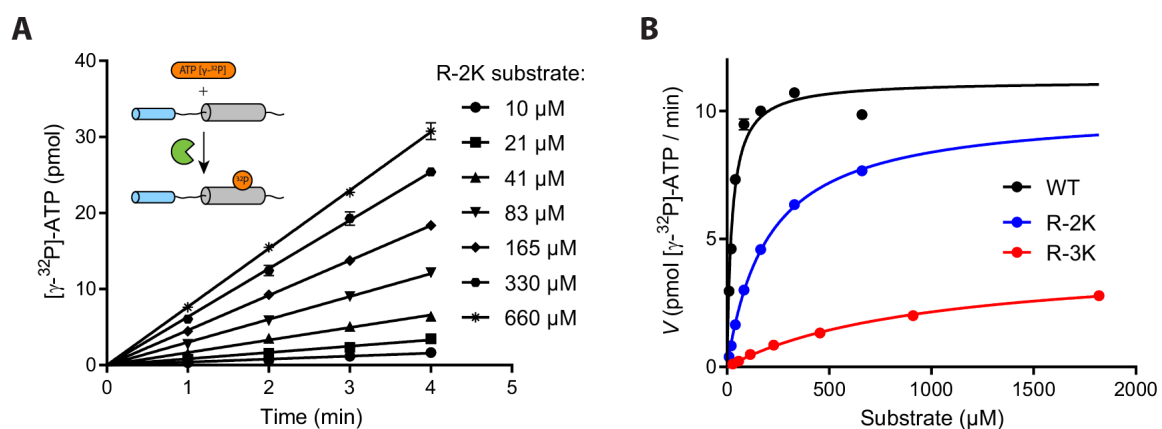 A
[γ-³²P]-ATP (pmol)
40
30
20
10
0
0 1 2 3 4 5
Time (min)
ATP [γ-³²P]
+
³²P
R-2K substrate:
10 µM
21 µM
41 µM
83 µM
165 µM
330 µM
660 µM
B
V (pmol [γ-³²P]-ATP / min)
10
5
0
0 500 1000 1500 2000
Substrate (µM)
WT
R-2K
R-3K